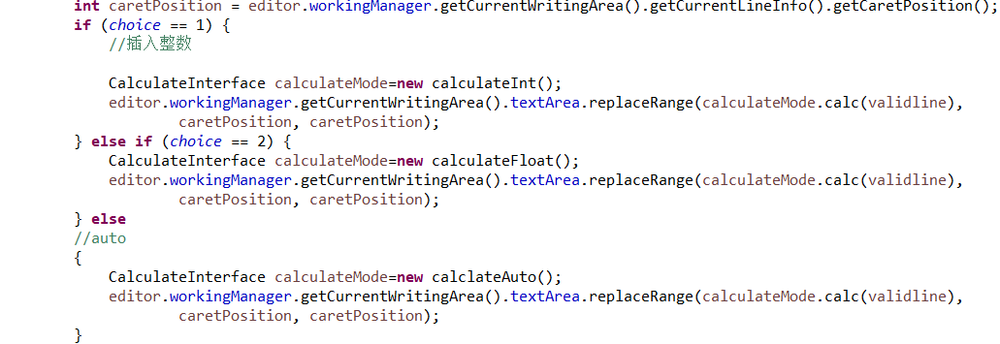 int caretPosition = editor.workingManager.getCurrentWritingArea().getCurrentLineInfo().getCaretPosition();
if (choice == 1) {
//插入整数
CalculateInterface calculateMode=new calculateInt();
editor.workingManager.getCurrentWritingArea().textArea.replaceRange(calculateMode.calc(validline),
caretPosition, caretPosition);
} else if (choice == 2) {
CalculateInterface calculateMode=new calculateFloat();
editor.workingManager.getCurrentWritingArea().textArea.replaceRange(calculateMode.calc(validline),
caretPosition, caretPosition);
} else
//auto
{
CalculateInterface calculateMode=new calclateAuto();
editor.workingManager.getCurrentWritingArea().textArea.replaceRange(calculateMode.calc(validline),
caretPosition, caretPosition);
}